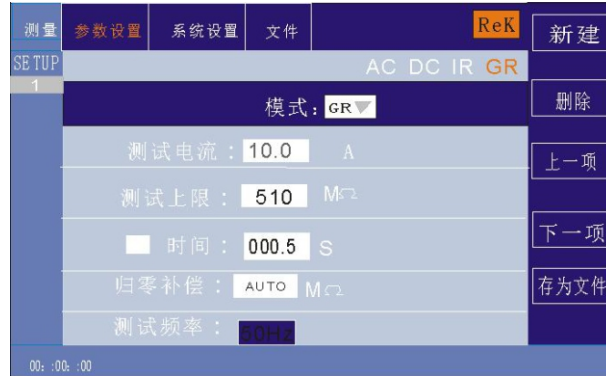 测量 参数设置 系统设置 文件 ReK 新建
SETUP AC DC IR GR
1 模式：GR 删除
测试电流：10.0 A 上一项
测试上限：510 MΩ
时间：000.5 S 下一项
归零补偿：AUTO MΩ 存为文件
测试频率：50Hz
00：:00：:00